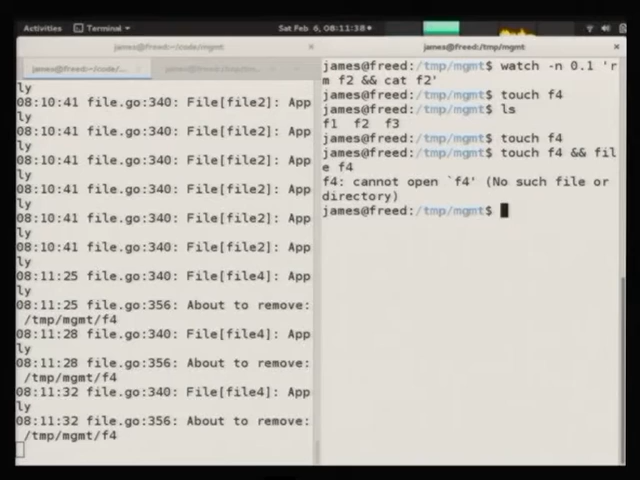 Activities Terminal Sat Feb 6, 08:11:38
james@freed:~/code/mgmt
james@freed:/tmp/mgmt
james@freed:~/code/...
ly
08:10:41 file.go:340: File[file2]: App
ly
08:10:41 file.go:340: File[file2]: App
ly
08:10:41 file.go:340: File[file2]: App
ly
08:10:41 file.go:340: File[file2]: App
ly
08:10:41 file.go:340: File[file2]: App
ly
08:10:41 file.go:340: File[file2]: App
ly
08:11:25 file.go:340: File[file4]: App
ly
08:11:25 file.go:356: About to remove:
/tmp/mgmt/f4
08:11:28 file.go:340: File[file4]: App
ly
08:11:28 file.go:356: About to remove:
/tmp/mgmt/f4
08:11:32 file.go:340: File[file4]: App
ly
08:11:32 file.go:356: About to remove:
/tmp/mgmt/f4
james@freed:/tmp/mgmt$ watch -n 0.1 'r
m f2 && cat f2'
james@freed:/tmp/mgmt$ touch f4
james@freed:/tmp/mgmt$ ls
f1 f2 f3
james@freed:/tmp/mgmt$ touch f4
james@freed:/tmp/mgmt$ touch f4 && fil
e f4
f4: cannot open `f4' (No such file or
directory)
james@freed:/tmp/mgmt$